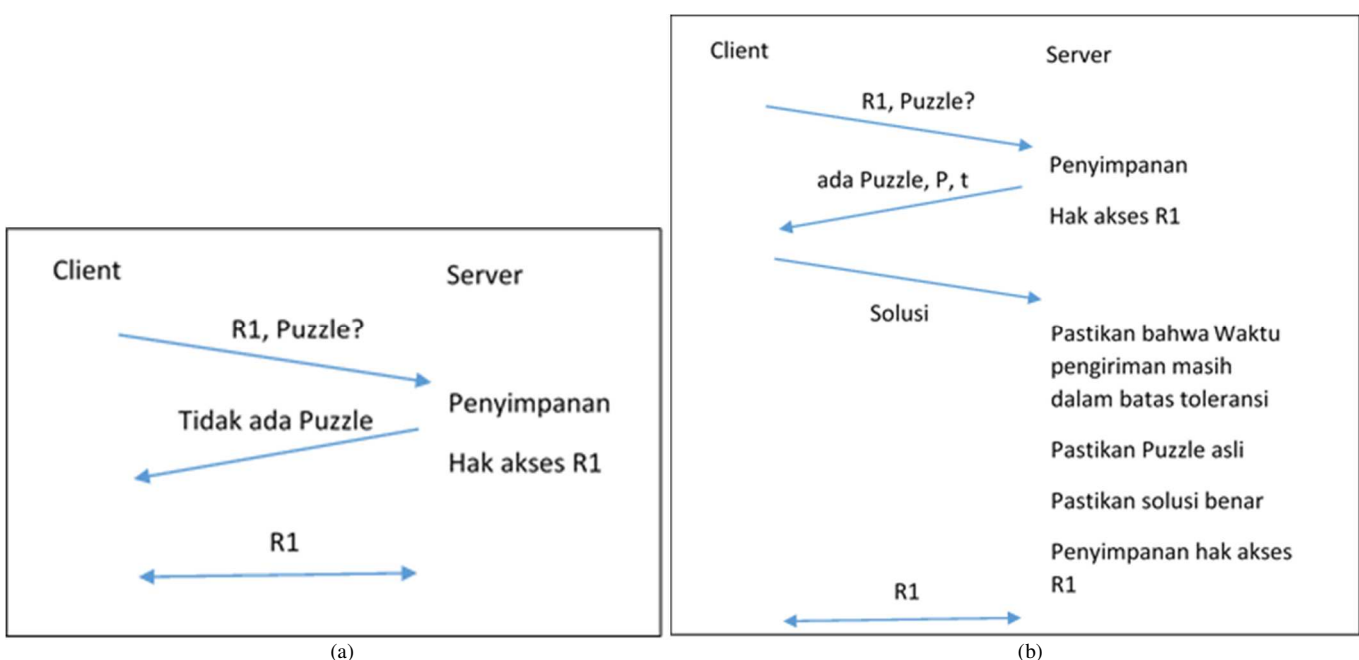 Client
Server
R1, Puzzle?
Penyimpanan
Tidak ada Puzzle
Hak akses R1
R1
(a)
Client
Server
R1, Puzzle?
Penyimpanan
ada Puzzle, P, t
Hak akses R1
Solusi
Pastikan bahwa Waktu
pengiriman masih
dalam batas toleransi
Pastikan Puzzle asli
Pastikan solusi benar
Penyimpanan hak akses
R1
R1
(b)